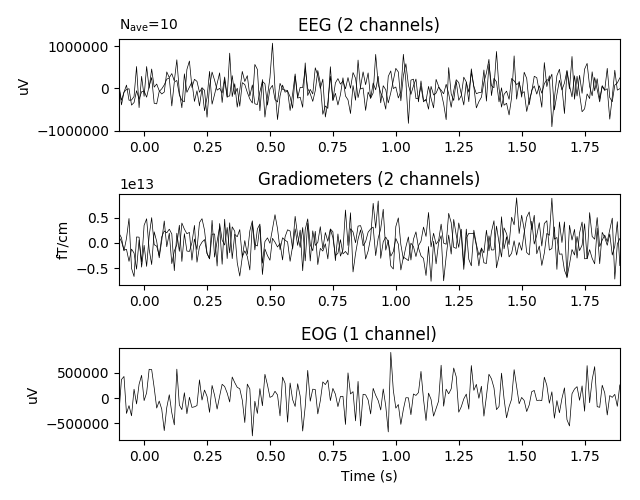 N_ave=10
EEG (2 channels)
1000000
0
−1000000
uV
0.00 0.25 0.50 0.75 1.00 1.25 1.50 1.75
1e13
Gradiometers (2 channels)
0.5
0.0
−0.5
fT/cm
0.00 0.25 0.50 0.75 1.00 1.25 1.50 1.75
EOG (1 channel)
500000
0
−500000
uV
0.00 0.25 0.50 0.75 1.00 1.25 1.50 1.75
Time (s)